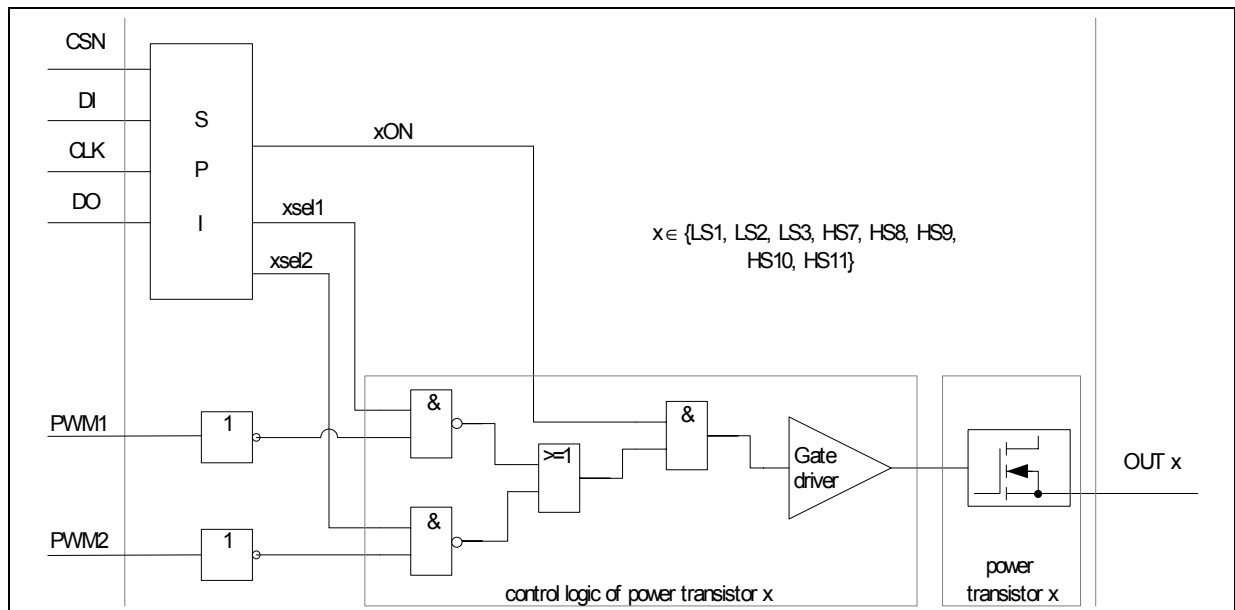 CSN
DI
CLK
DO
S
P
I
xON
xsel1
xsel2
x ∈ {LS1, LS2, LS3, HS7, HS8, HS9,
HS10, HS11}
PWM1
1
&
&
>=1
Gate
driver
OUT x
PWM2
1
&
control logic of power transistor x
power
transistor x